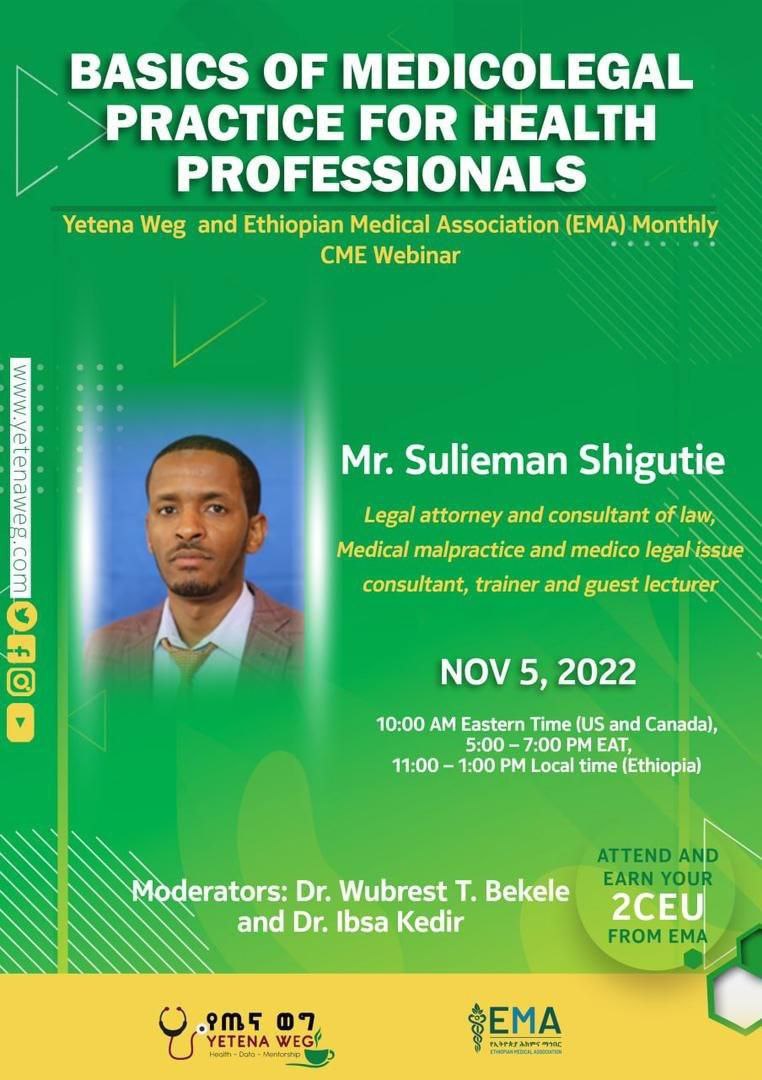 BASICS OF MEDICOLEGAL
PRACTICE FOR HEALTH
PROFESSIONALS
Yetena Weg and Ethiopian Medical Association (EMA) Monthly
CME Webinar
www.yetenaweg.com
Mr. Sulieman Shigutie
Legal attorney and consultant of law,
Medical malpractice and medico legal issue
consultant, trainer and guest lecturer
NOV 5, 2022
10:00 AM Eastern Time (US and Canada),
5:00 – 7:00 PM EAT,
11:00 – 1:00 PM Local time (Ethiopia)
Moderators: Dr. Wubrest T. Bekele
and Dr. Ibsa Kedir
ATTEND AND
EARN YOUR
2CEU
FROM EMA
የጤና ወግ
YETENA WEG
Health - Data - Mentorship
EMA
የኢትዮጵያ ሕክምና ማኅበር
ETHIOPIAN MEDICAL ASSOCIATION